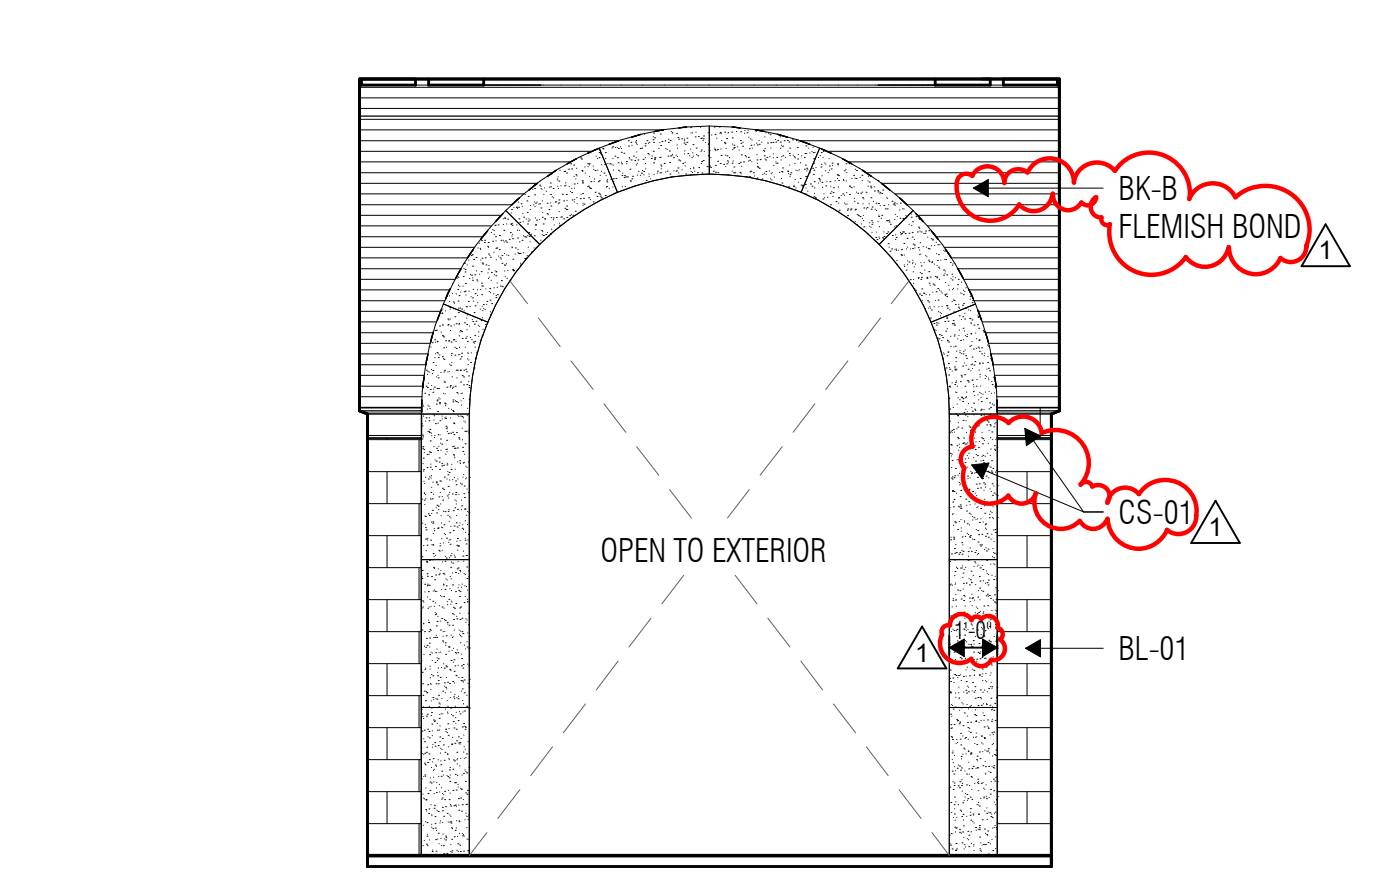 BK-B
FLEMISH BOND
1
CS-01
1
OPEN TO EXTERIOR
1'-0"
1
BL-01